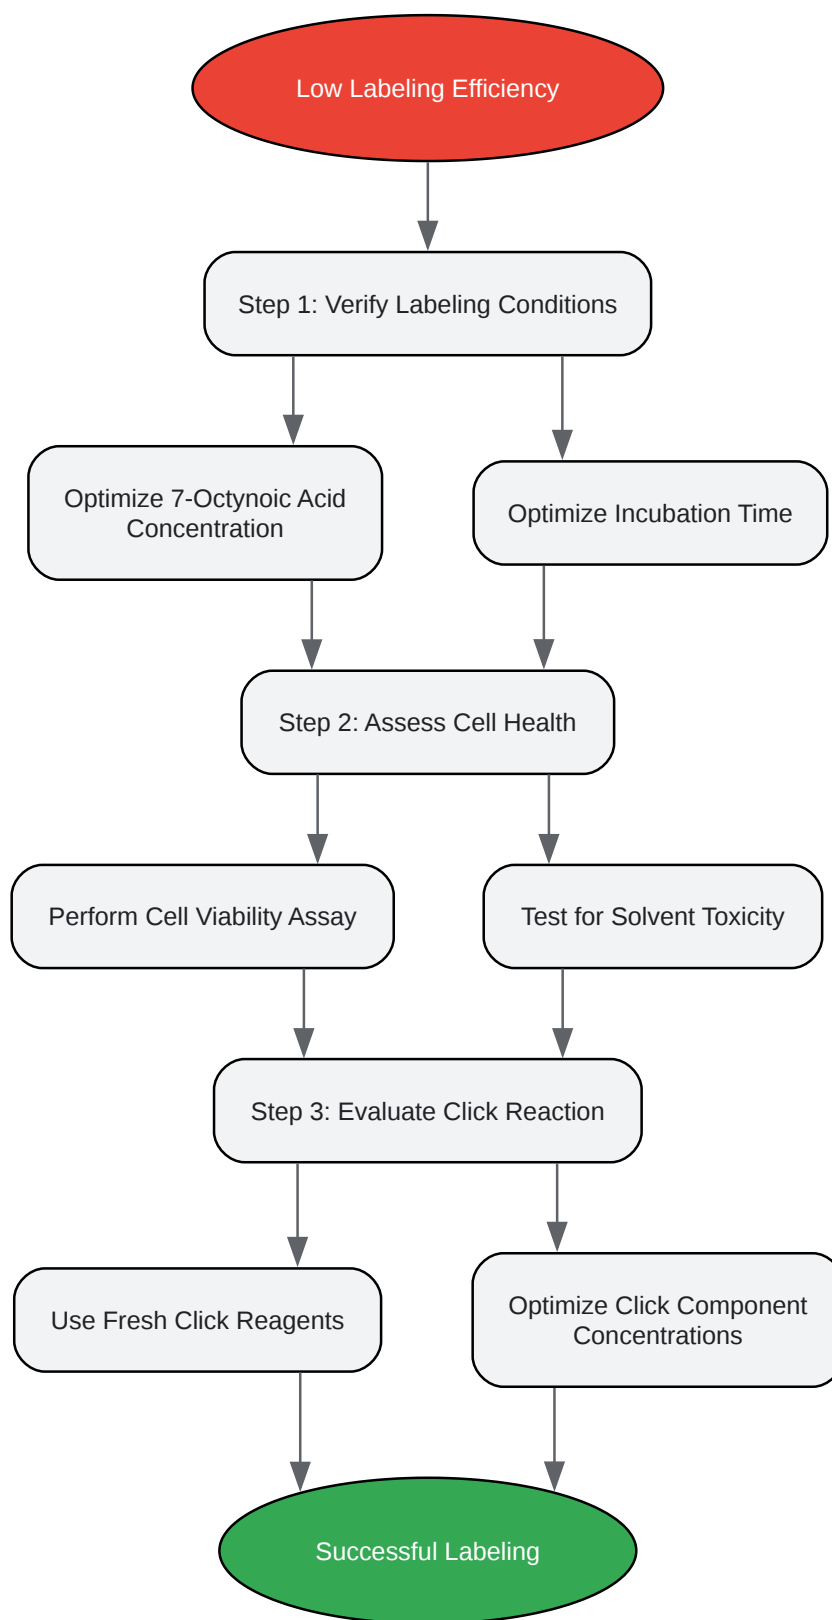 Low Labeling Efficiency
Step 1: Verify Labeling Conditions
Optimize 7-Octynoic Acid
Concentration
Optimize Incubation Time
Step 2: Assess Cell Health
Perform Cell Viability Assay
Test for Solvent Toxicity
Step 3: Evaluate Click Reaction
Use Fresh Click Reagents
Optimize Click Component
Concentrations
Successful Labeling